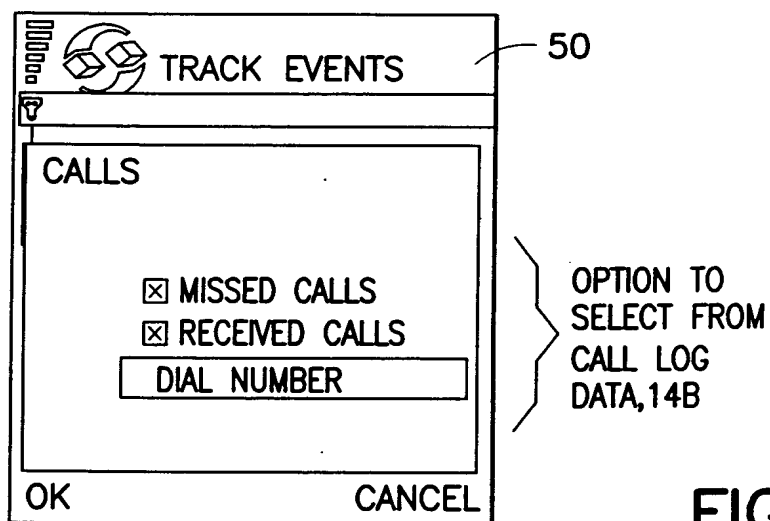 TRACK EVENTS
50
CALLS
☒ MISSED CALLS
☒ RECEIVED CALLS
DIAL NUMBER
OPTION TO
SELECT FROM
CALL LOG
DATA,14B
OK CANCEL
FIG